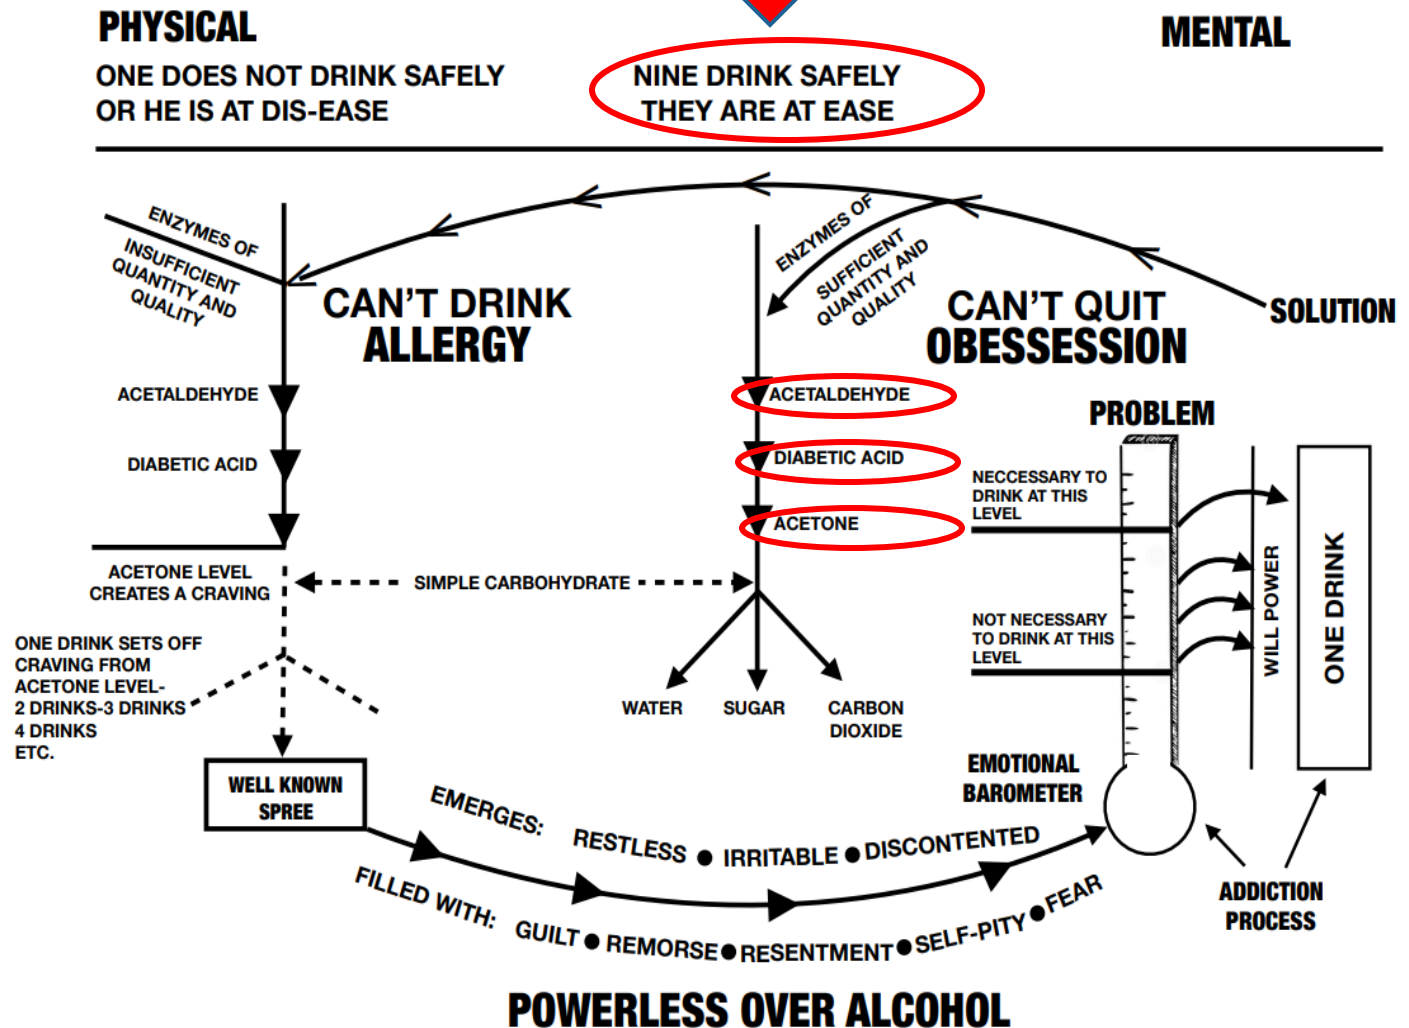 PHYSICAL
MENTAL
ONE DOES NOT DRINK SAFELY
OR HE IS AT DIS-EASE
NINE DRINK SAFELY
THEY ARE AT EASE
ENZYMES OF
INSUFFICIENT
QUANTITY AND
QUALITY
CAN'T DRINK
ALLERGY
ENZYMES OF
SUFFICIENT
QUANTITY AND
QUALITY
CAN'T QUIT
OBESSESSION
SOLUTION
ACETALDEHYDE
DIABETIC ACID
ACETALDEHYDE
DIABETIC ACID
ACETONE
PROBLEM
NECCESSARY TO
DRINK AT THIS
LEVEL
NOT NECESSARY
TO DRINK AT THIS
LEVEL
WILL POWER
ONE DRINK
ACETONE LEVEL
CREATES A CRAVING
SIMPLE CARBOHYDRATE
ONE DRINK SETS OFF
CRAVING FROM
ACETONE LEVEL-
2 DRINKS-3 DRINKS
4 DRINKS
ETC.
WATER
SUGAR
CARBON
DIOXIDE
WELL KNOWN
SPREE
EMOTIONAL
BAROMETER
EMERGES: RESTLESS ● IRRITABLE ● DISCONTENTED
FILLED WITH: GUILT ● REMORSE ● RESENTMENT ● SELF-PITY ● FEAR
ADDICTION
PROCESS
POWERLESS OVER ALCOHOL